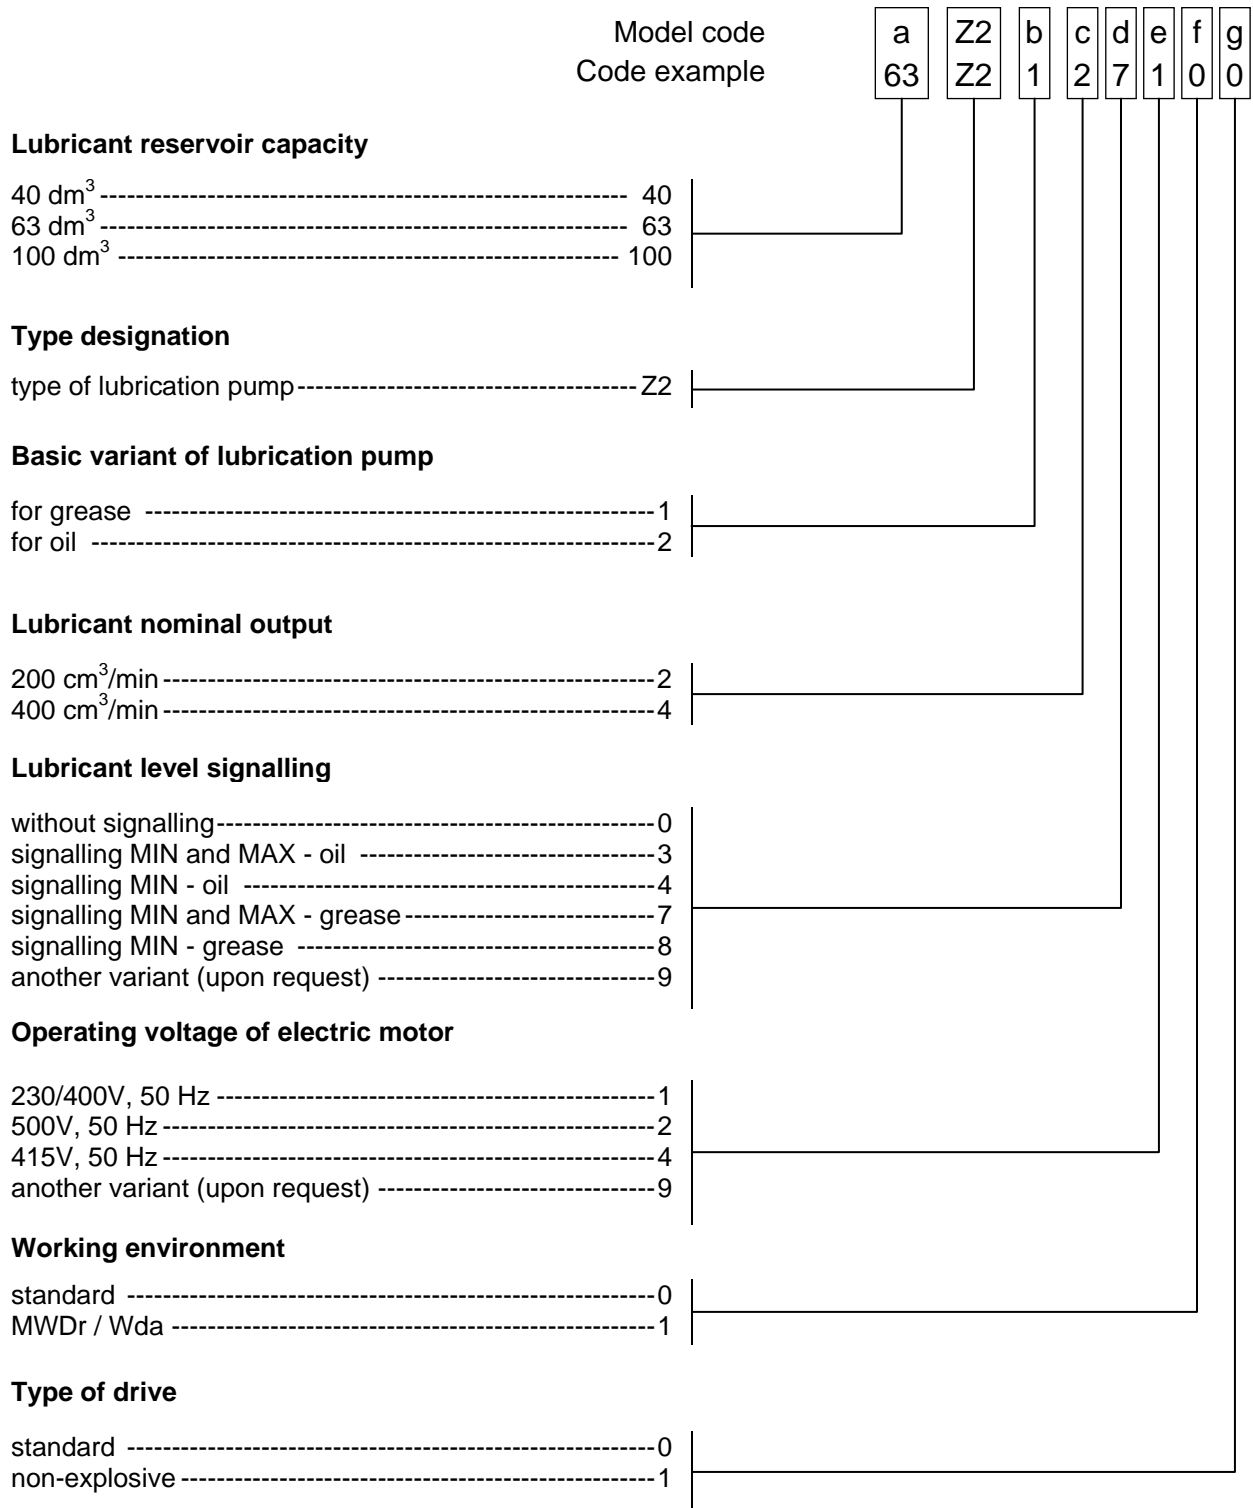 Model code a Z2 b c d e f g
Code example 63 Z2 1 2 7 1 0 0
Lubricant reservoir capacity
40 dm³ ----------------------------------------------------------- 40
63 dm³ ----------------------------------------------------------- 63
100 dm³ -------------------------------------------------------- 100
Type designation
type of lubrication pump-------------------------------------- Z2
Basic variant of lubrication pump
for grease ---------------------------------------------------------1
for oil ---------------------------------------------------------------2
Lubricant nominal output
200 cm³/min-------------------------------------------------------2
400 cm³/min-------------------------------------------------------4
Lubricant level signalling
without signalling-------------------------------------------------0
signalling MIN and MAX - oil ---------------------------------3
signalling MIN - oil ----------------------------------------------4
signalling MIN and MAX - grease----------------------------7
signalling MIN - grease ----------------------------------------8
another variant (upon request) -------------------------------9
Operating voltage of electric motor
230/400V, 50 Hz -------------------------------------------------1
500V, 50 Hz -------------------------------------------------------2
415V, 50 Hz -------------------------------------------------------4
another variant (upon request) -------------------------------9
Working environment
standard -----------------------------------------------------------0
MWDr / Wda ------------------------------------------------------1
Type of drive
standard -----------------------------------------------------------0
non-explosive -----------------------------------------------------1